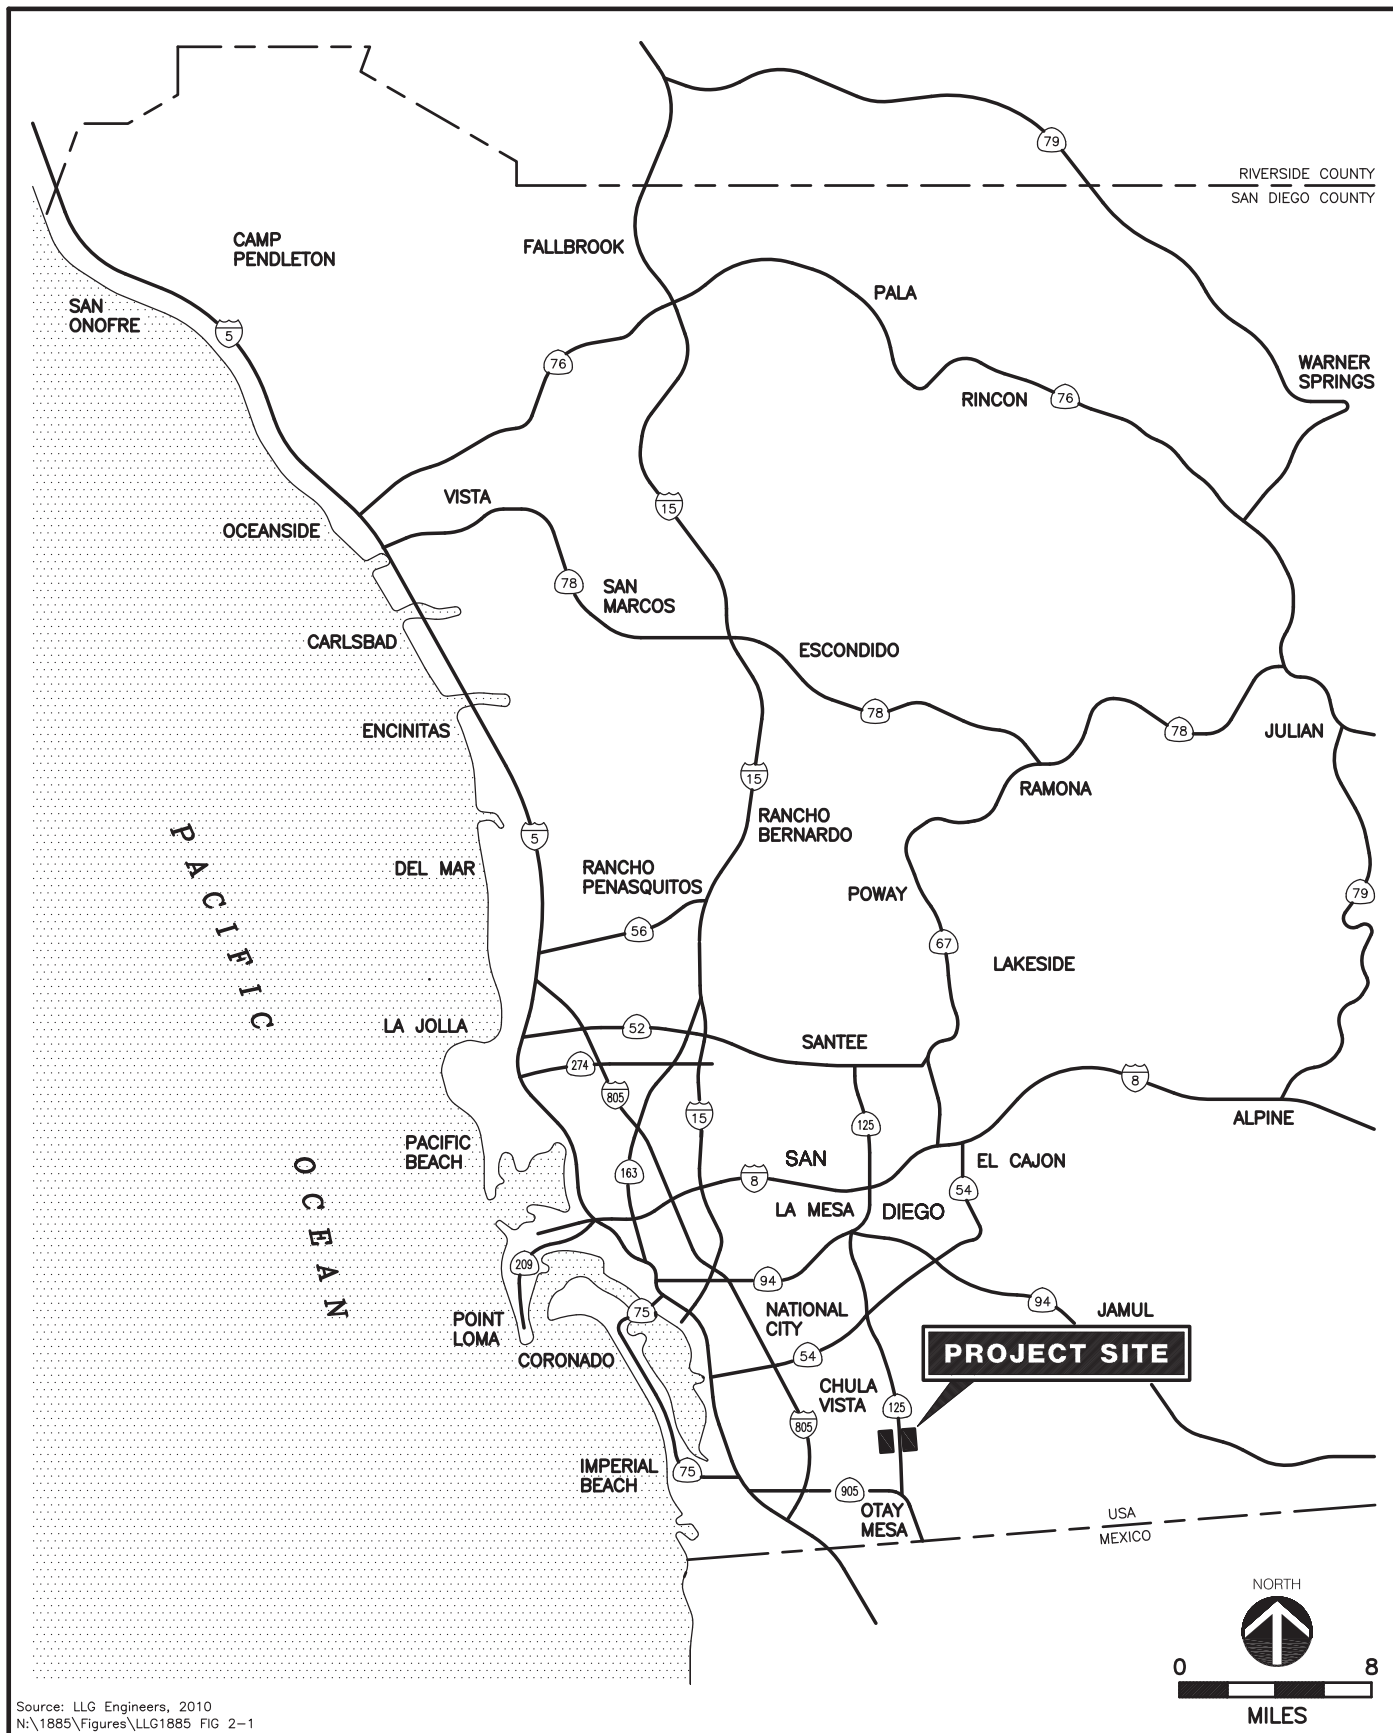 79
RIVERSIDE COUNTY
SAN DIEGO COUNTY
CAMP
PENDLETON
FALLBROOK
PALA
SAN
ONOFRE
5
76
WARNER
SPRINGS
RINCON
76
VISTA
15
OCEANSIDE
78
SAN
MARCOS
CARLSBAD
ESCONDIDO
78
ENCINITAS
78
JULIAN
15
RAMONA
RANCHO
BERNARDO
5
DEL MAR
RANCHO
PENASQUITOS
POWAY
79
56
67
LAKESIDE
PACIFIC
LA JOLLA
52
SANTEE
274
805
8
15
125
ALPINE
PACIFIC
BEACH
163
SAN
EL CAJON
8
54
LA MESA
DIEGO
OCEAN
209
94
94
JAMUL
75
NATIONAL
CITY
POINT
LOMA
CORONADO
54
PROJECT SITE
CHULA
VISTA
125
805
IMPERIAL
BEACH
75
905
OTAY
MESA
USA
MEXICO
NORTH
0 8
MILES
Source: LLG Engineers, 2010
N:\1885\Figures\LLG1885 FIG 2-1